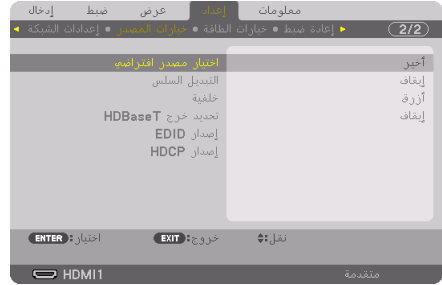 إدخال ضبط عرض إعداد معلومات
◄ إعدادات الشبكة ● خيارات المصدر ● خيارات الطاقة ● إعادة ضبط ► (2/2)
اختيار مصدر افتراضي أخير
التبديل السلس إيقاف
خلفية أزرق
تحديد خرج HDBaseT إيقاف
إصدار EDID
إصدار HDCP
ENTER: اختيار EXIT: خروج نقل:
HDMI1 متقدمة